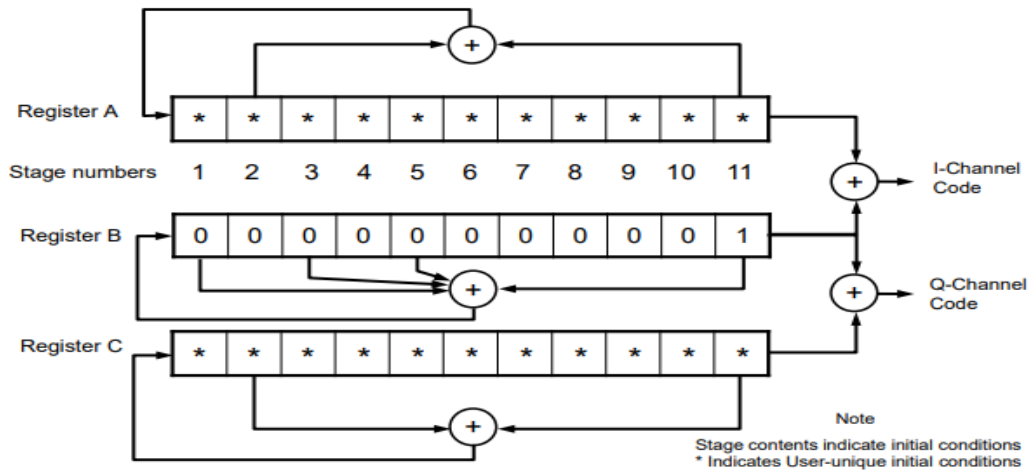 +
Register A * * * * * * * * * * *
Stage numbers 1 2 3 4 5 6 7 8 9 10 11
+ I-Channel
Code
Register B 0 0 0 0 0 0 0 0 0 0 1
+
+ Q-Channel
Code
Register C * * * * * * * * * * *
+
Note
Stage contents indicate initial conditions
* Indicates User-unique initial conditions